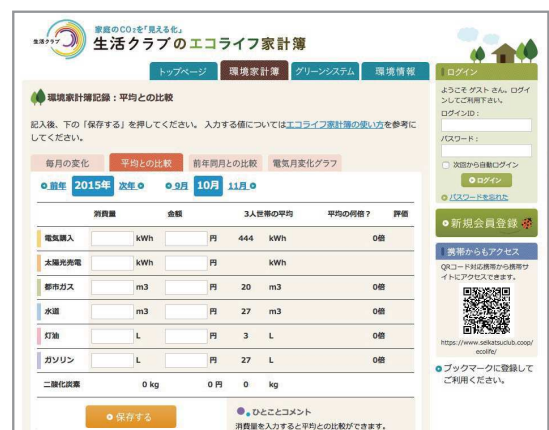 生活クラブ
家庭のCO2を「見える化」
生活クラブのエコライフ家計簿
トップページ 環境家計簿 グリーンシステム 環境情報
環境家計簿記録：平均との比較
記入後、下の「保存する」を押してください。 入力する値についてはエコライフ家計簿の使い方を参考に
してください。
毎月の変化 平均との比較 前年同月との比較 電気月変化グラフ
前年 2015年 次年 9月 10月 11月
消費量 金額 3人世帯の平均 平均の何倍？ 評価
電気購入 kWh 円 444 kWh 0倍
太陽光売電 kWh 円 kWh
都市ガス m3 円 20 m3 0倍
水道 m3 円 27 m3 0倍
灯油 L 円 3 L 0倍
ガソリン L 円 27 L 0倍
二酸化炭素 0 kg 0 円 0 kg
保存する
ひとことコメント
消費量を入力すると平均との比較ができます。
ログイン
ようこそ ゲスト さん。ログイ
ンしてご利用下さい。
ログインID：
パスワード：
次回から自動ログイン
ログイン
パスワードを忘れた
新規会員登録
携帯からもアクセス
QRコード対応携帯から携帯サ
イトにアクセスできます。
https://www.seikatsuclub.coop/
ecolife/
ブックマークに登録して
ご利用ください。